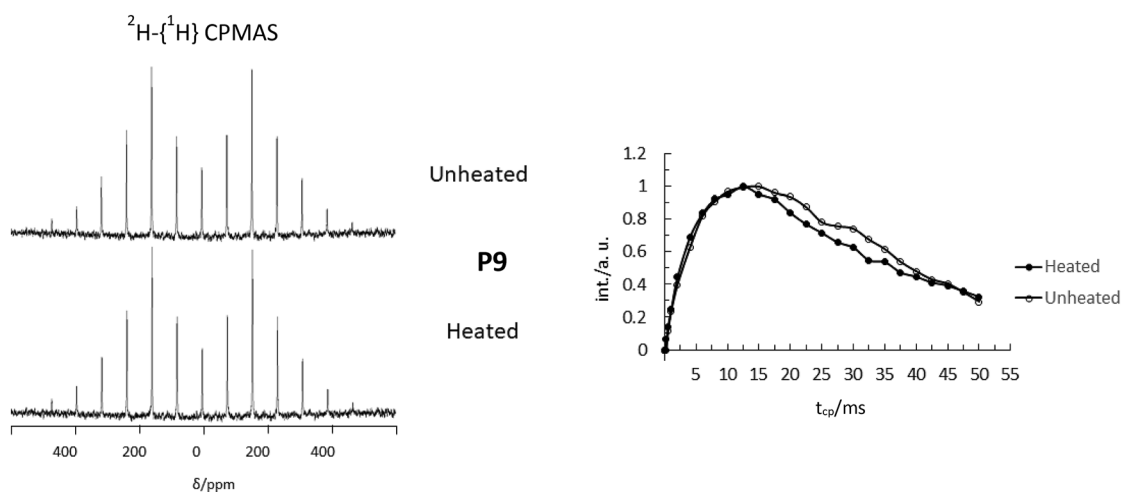 ²H-{¹H} CPMAS
Unheated
P9
Heated
400 200 0 200 400
δ/ppm
1.2
1
0.8
0.6
0.4
0.2
0
int./a. u.
5 10 15 20 25 30 35 40 45 50 55
tcp/ms
Heated
Unheated